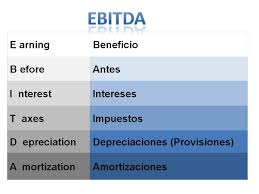 EBITDA
E arning Beneficio
B efore Antes
I nterest Intereses
T axes Impuestos
D epreciation Depreciaciones (Provisiones)
A mortization Amortizaciones